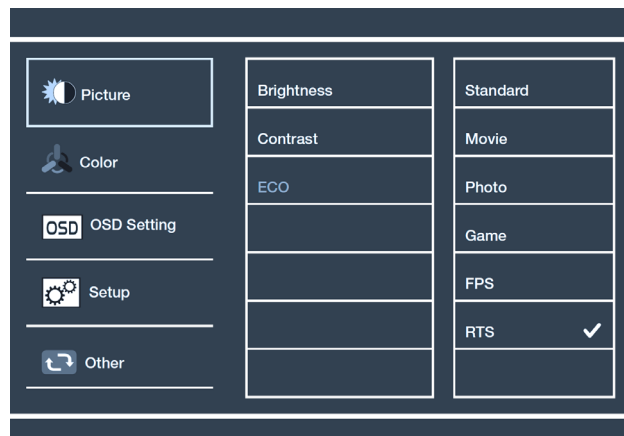 Picture
Color
OSD OSD Setting
Setup
Other
Brightness
Contrast
ECO
Standard
Movie
Photo
Game
FPS
RTS